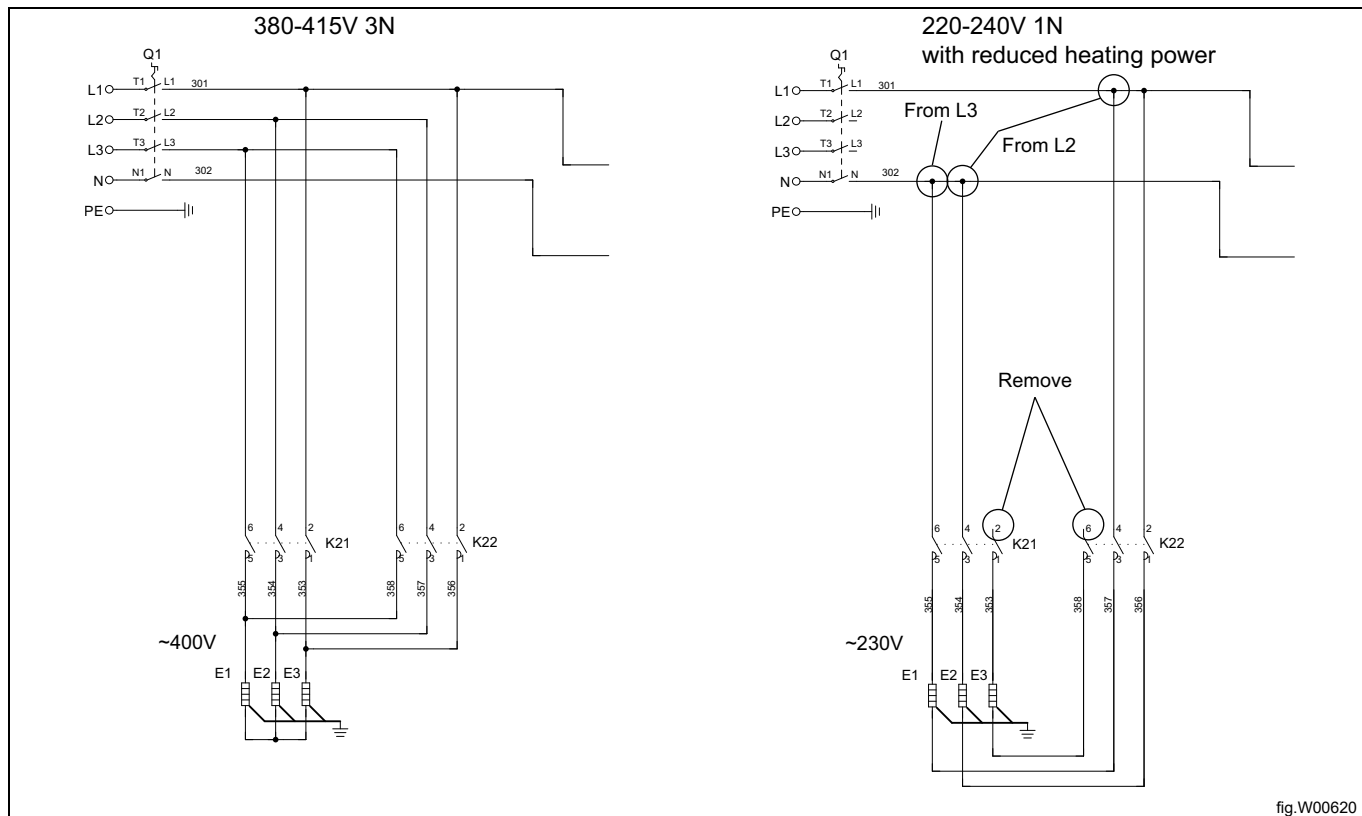 380-415V 3N
Q1
L1 T1 L1 301
L2 T2 L2
L3 T3 L3
N N1 N 302
PE
6 4 2 K21 6 4 2 K22
5 3 1 5 3 1
355 354 353 358 357 356
~400V
E1 E2 E3
220-240V 1N
with reduced heating power
Q1
L1 T1 L1 301
From L3
L2 T2 L2
From L2
L3 T3 L3
N N1 N 302
PE
Remove
6 4 2 K21 6 4 2 K22
5 3 1 5 3 1
355 354 353 358 357 356
~230V
E1 E2 E3
fig.W00620